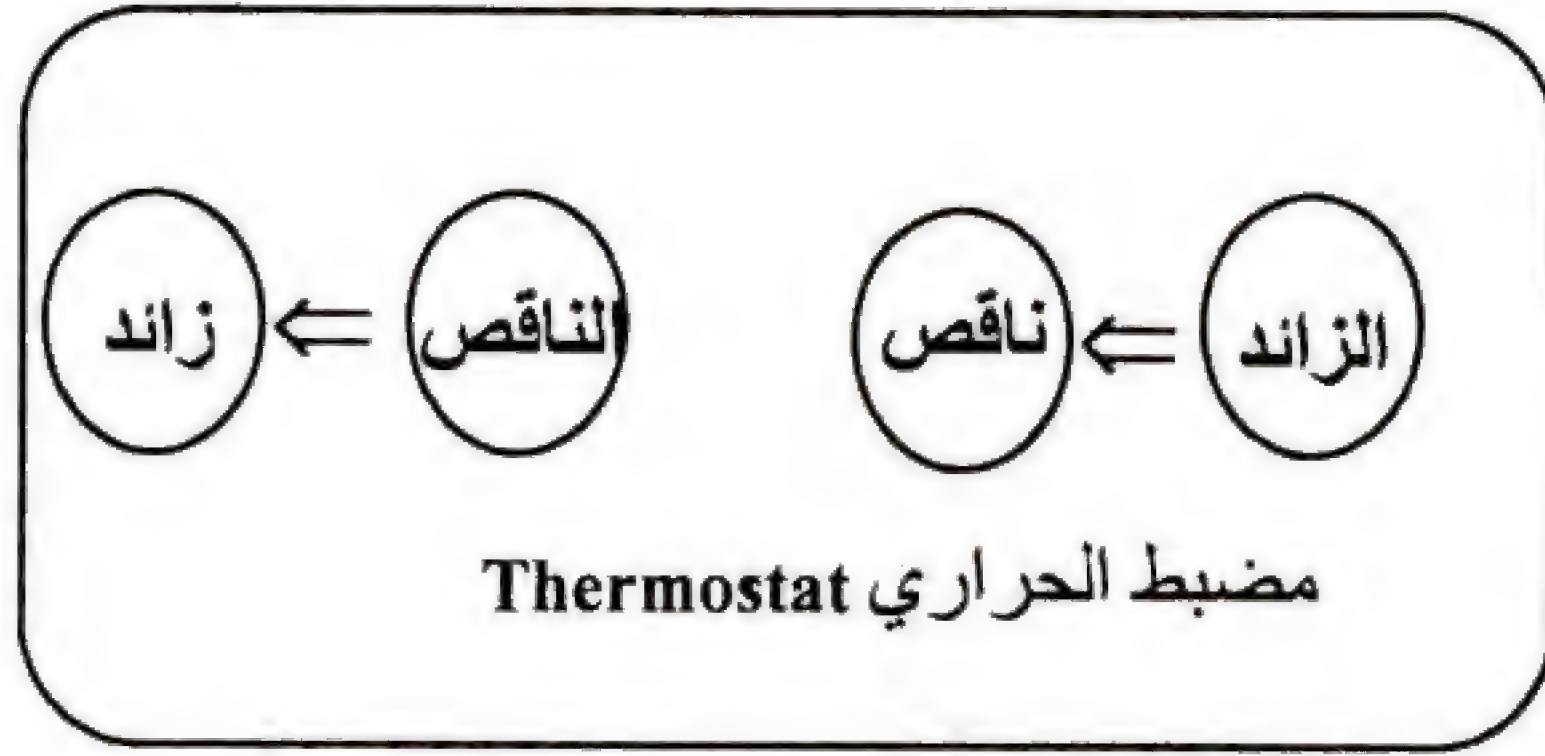 الزائد ⇐ ناقص الناقص ⇐ زائد
مضبط الحراري Thermostat